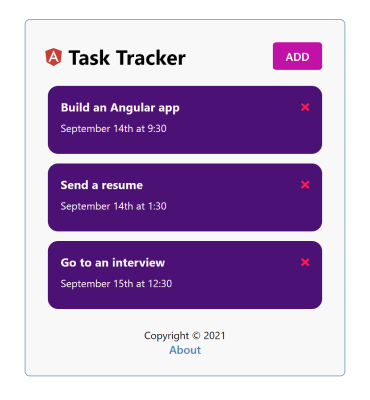 Task Tracker
ADD
Build an Angular app
September 14th at 9:30
Send a resume
September 14th at 1:30
Go to an interview
September 15th at 12:30
Copyright © 2021
About